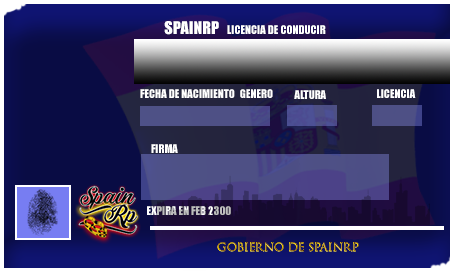 SPAINRP LICENCIA DE CONDUCIR
FECHA DE NACIMIENTO GENERO ALTURA LICENCIA
FIRMA
Spain
Rp
EXPIRA EN FEB 2300
GOBIERNO DE SPAINRP